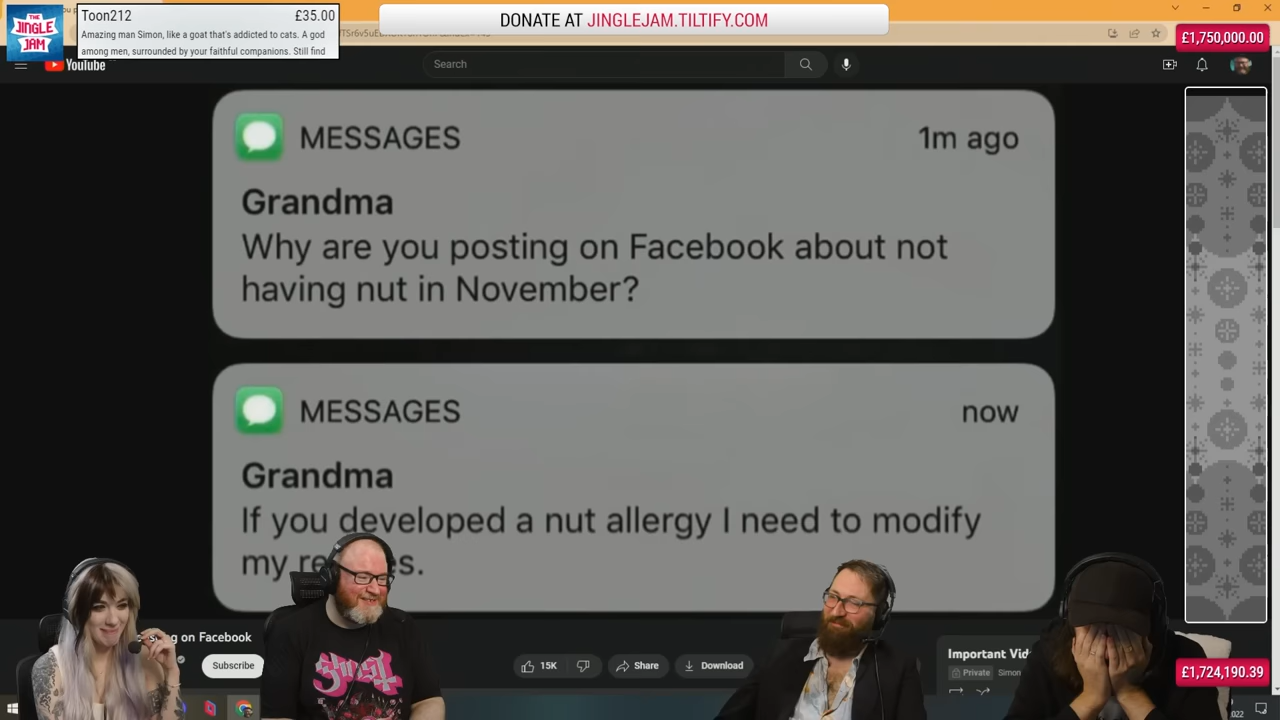 THE
JINGLE
JAM
Toon212 £35.00
Amazing man Simon, like a goat that's addicted to cats. A god
among men, surrounded by your faithful companions. Still find
DONATE AT JINGLEJAM.TILTIFY.COM
£1,750,000.00
YouTube
Search
MESSAGES 1m ago
Grandma
Why are you posting on Facebook about not
having nut in November?
MESSAGES now
Grandma
If you developed a nut allergy I need to modify
my
on Facebook
Subscribe
15K
Share
Download
Important
Private Simon
Ghost
£1,724,190.39